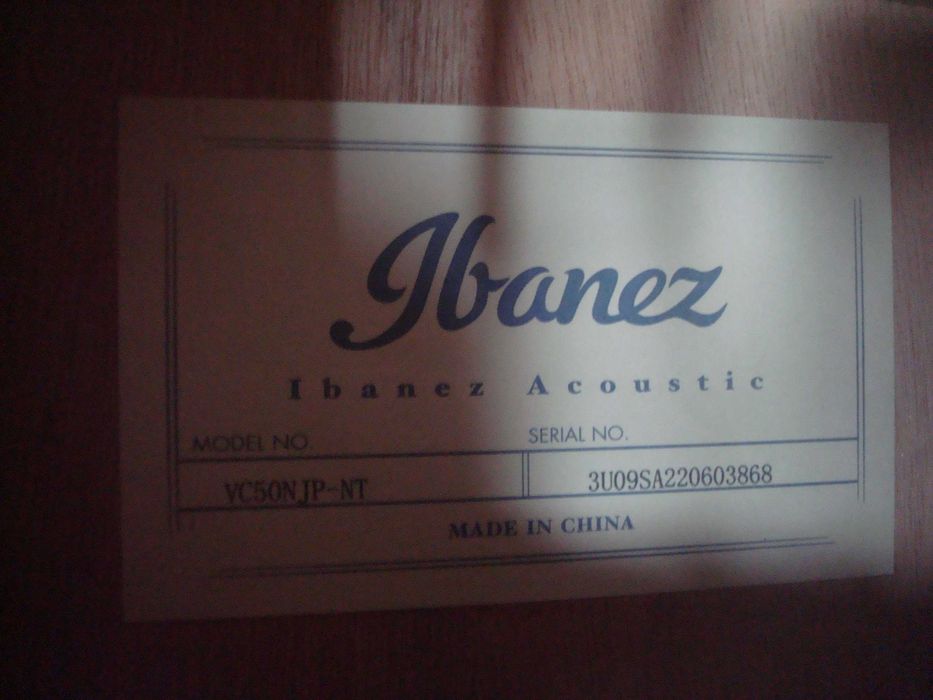 Ibanez
Ibanez Acoustic
MODEL NO. SERIAL NO.
VC50NJP-NT 3U09SA220603868
MADE IN CHINA